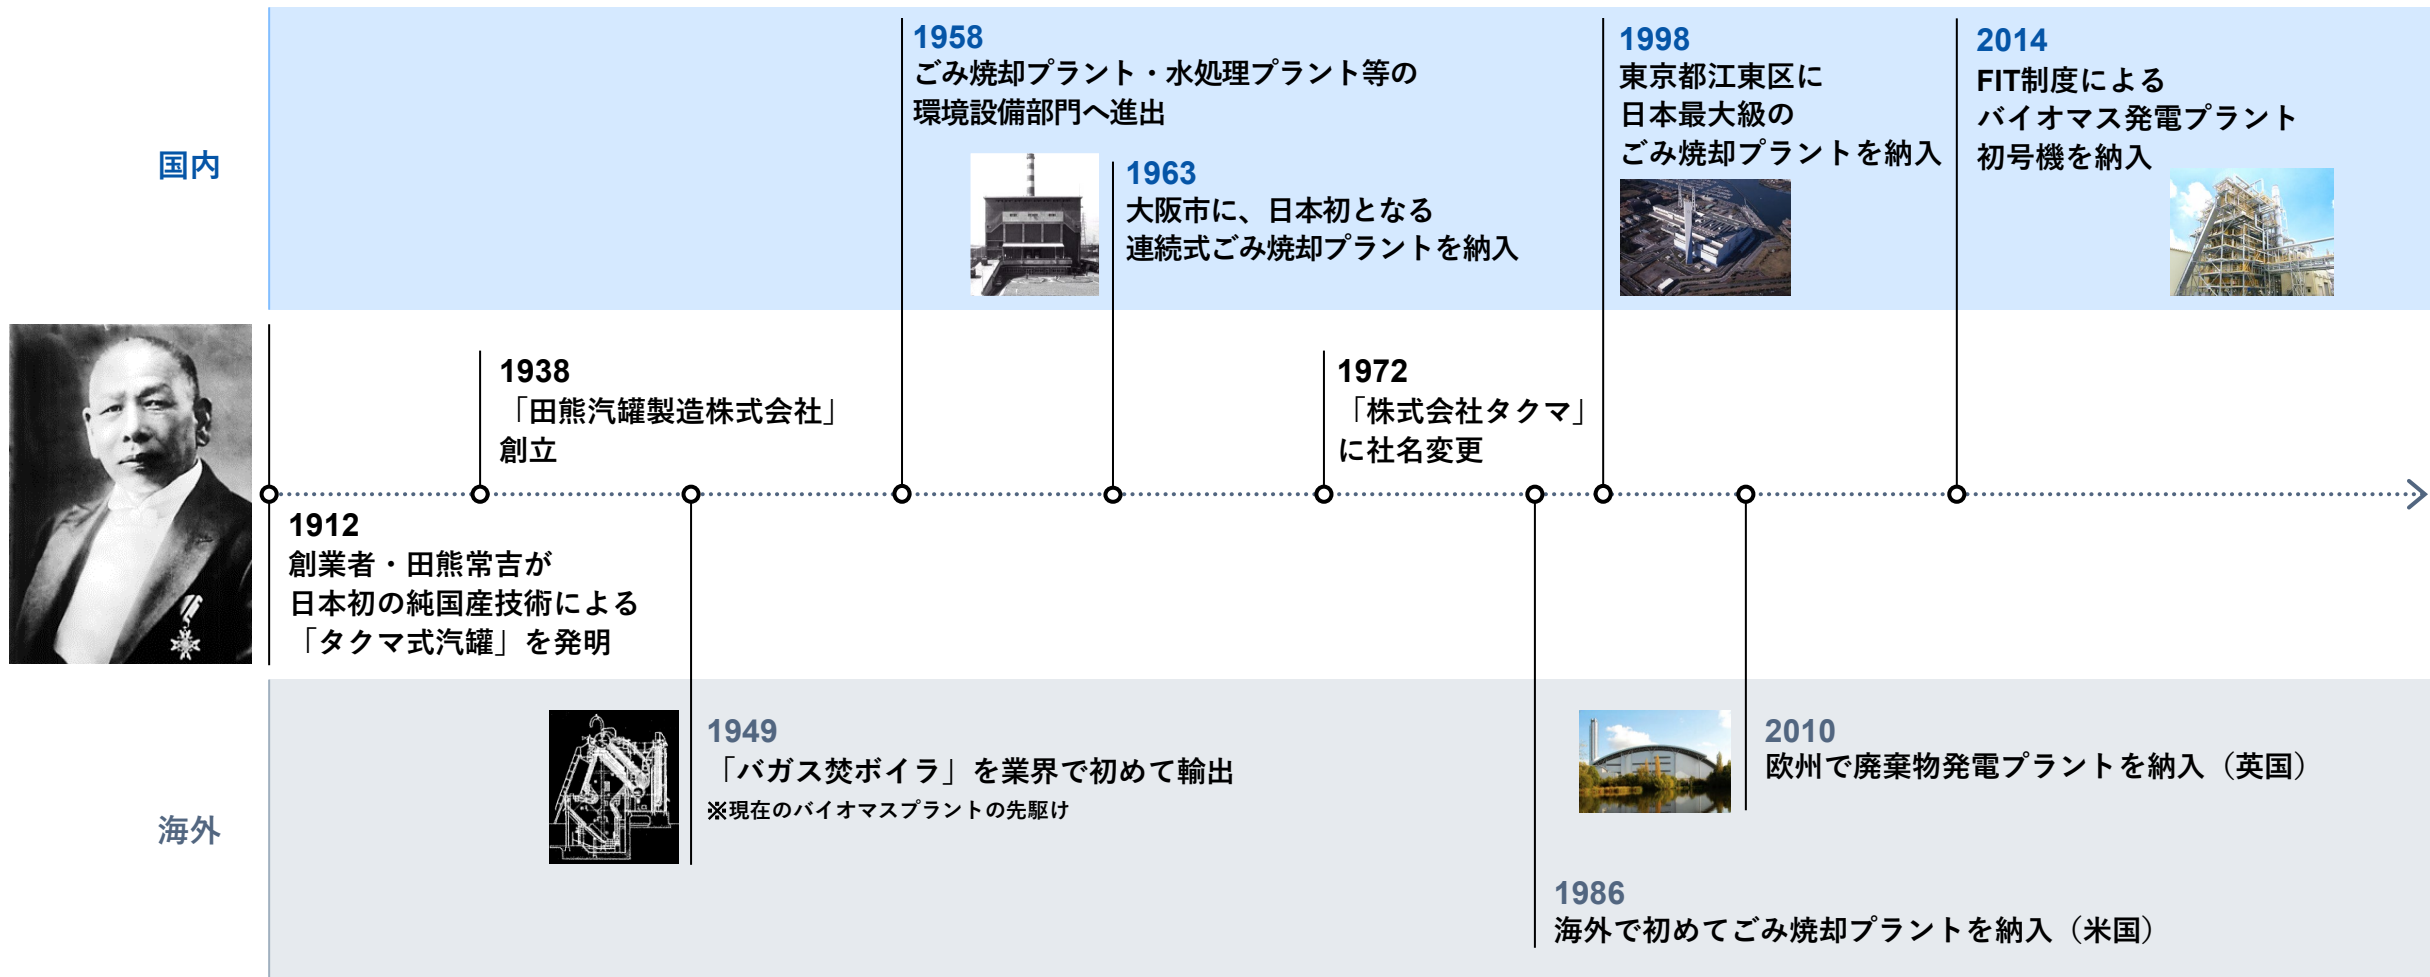 国内
1958
ごみ焼却プラント・水処理プラント等の
環境設備部門へ進出
1963
大阪市に、日本初となる
連続式ごみ焼却プラントを納入
1998
東京都江東区に
日本最大級の
ごみ焼却プラントを納入
2014
FIT制度による
バイオマス発電プラント
初号機を納入
1938
「田熊汽罐製造株式会社」
創立
1972
「株式会社タクマ」
に社名変更
1912
創業者・田熊常吉が
日本初の純国産技術による
「タクマ式汽罐」を発明
海外
1949
「バガス焚ボイラ」を業界で初めて輸出
※現在のバイオマスプラントの先駆け
2010
欧州で廃棄物発電プラントを納入（英国）
1986
海外で初めてごみ焼却プラントを納入（米国）